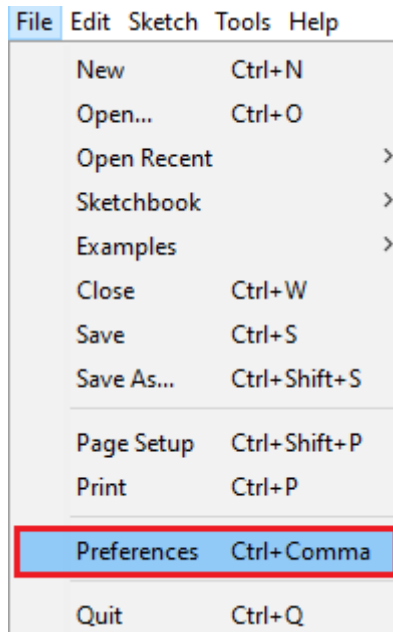 File Edit Sketch Tools Help
New Ctrl+N
Open... Ctrl+O
Open Recent
Sketchbook
Examples
Close Ctrl+W
Save Ctrl+S
Save As... Ctrl+Shift+S
Page Setup Ctrl+Shift+P
Print Ctrl+P
Preferences Ctrl+Comma
Quit Ctrl+Q